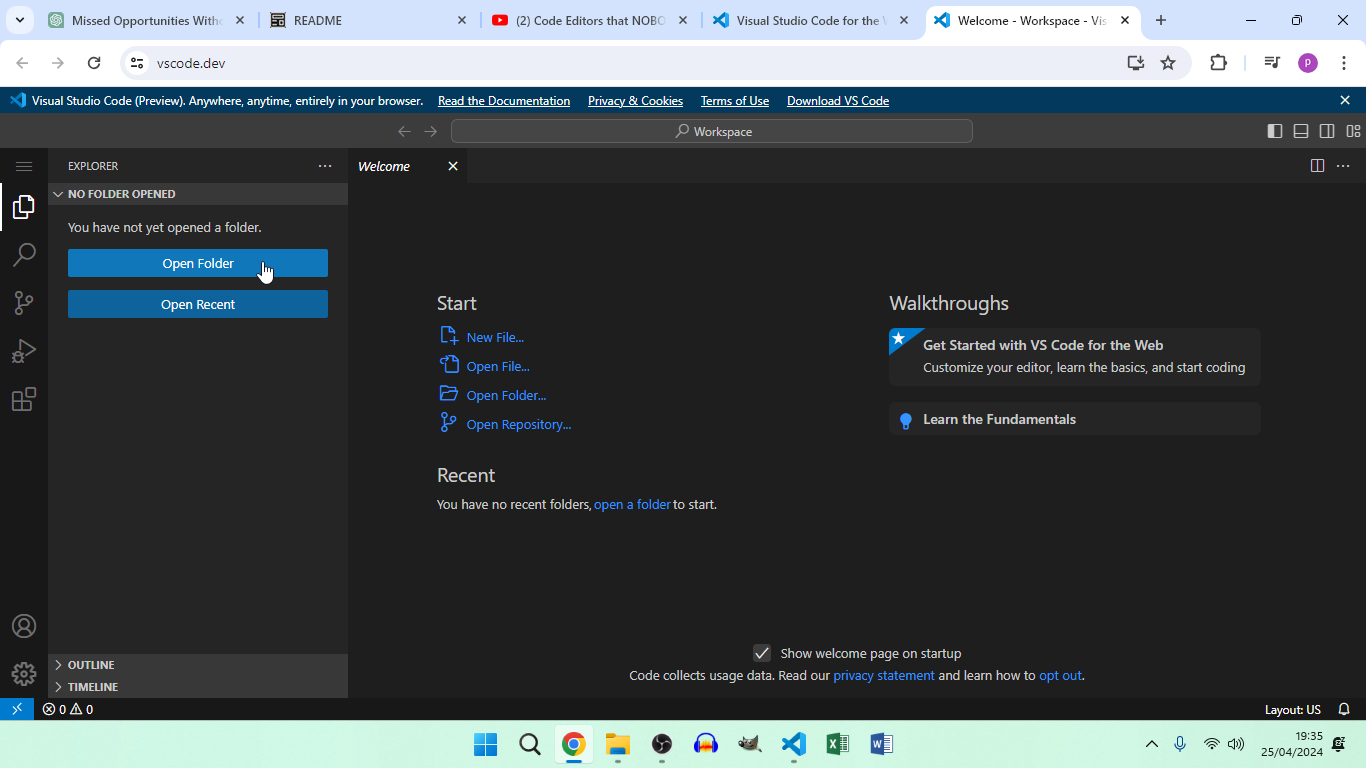 Missed Opportunities With
README
(2) Code Editors that NOBO
Visual Studio Code for the
Welcome - Workspace - Vis
vscode.dev
P
Visual Studio Code (Preview). Anywhere, anytime, entirely in your browser. Read the Documentation Privacy & Cookies Terms of Use Download VS Code
Workspace
EXPLORER
Welcome
NO FOLDER OPENED
You have not yet opened a folder.
Open Folder
Open Recent
Start
New File...
Open File...
Open Folder...
Open Repository...
Recent
You have no recent folders, open a folder to start.
Walkthroughs
Get Started with VS Code for the Web
Customize your editor, learn the basics, and start coding
Learn the Fundamentals
Show welcome page on startup
Code collects usage data. Read our privacy statement and learn how to opt out.
OUTLINE
TIMELINE
0 0
Layout: US
19:35
25/04/2024